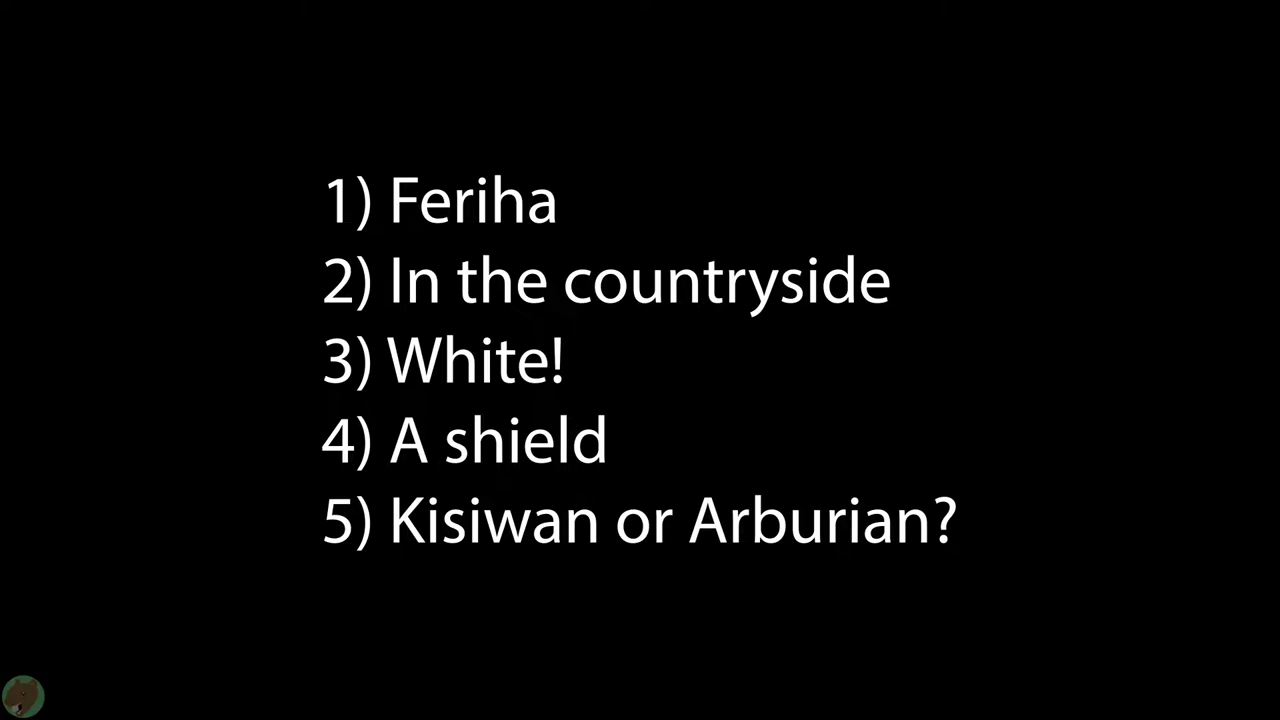 1) Feriha
2) In the countryside
3) White!
4) A shield
5) Kisiwan or Arburian?